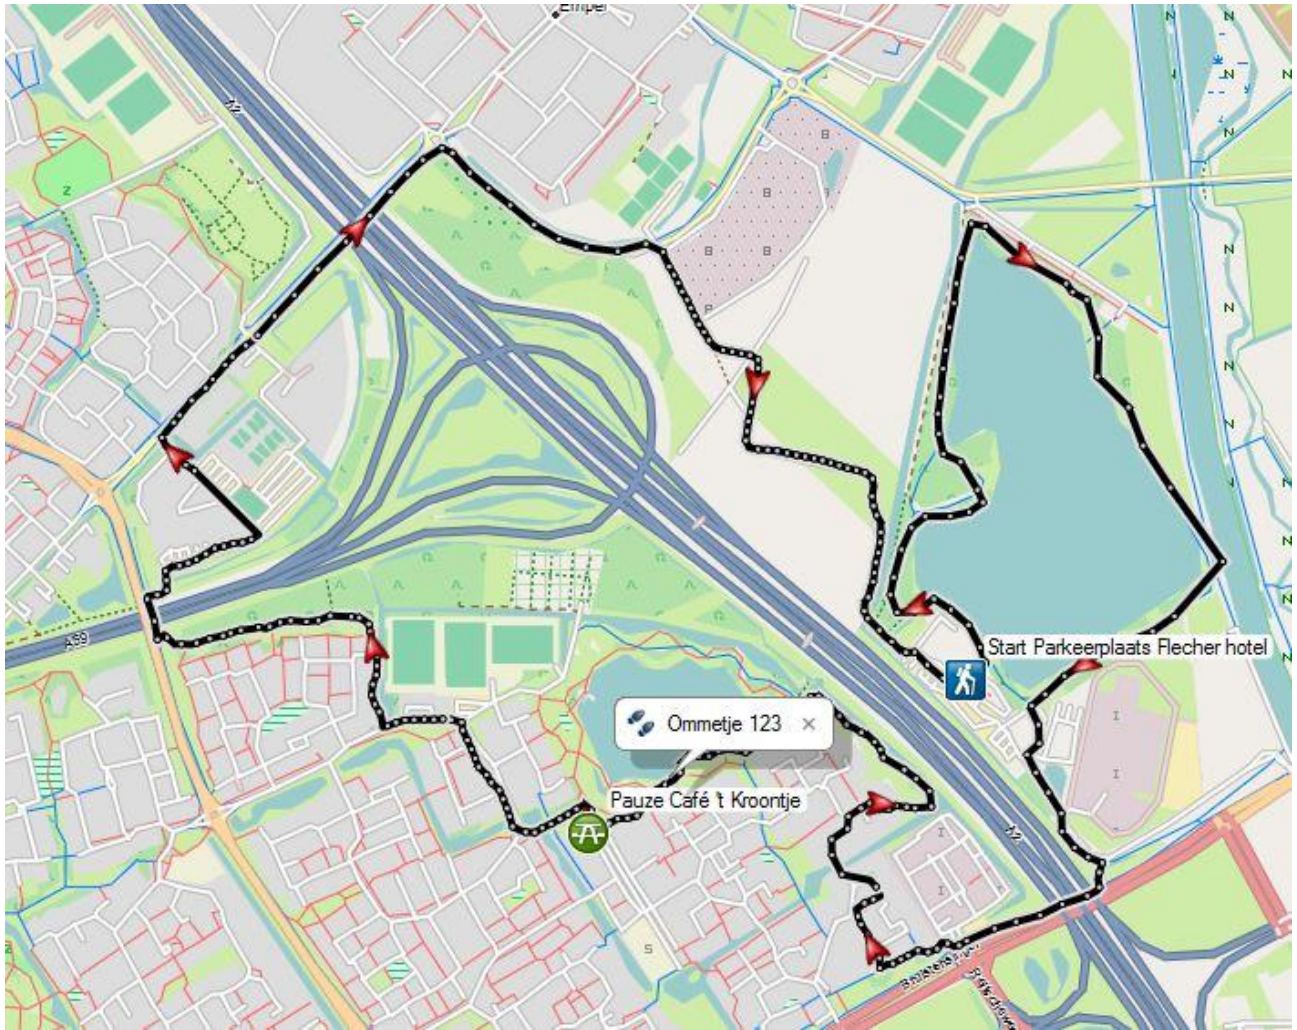 Empel
A2
Z
B
B
B
B
P
A59
Start Parkeerplaats Flecher hotel
Ommetje 123 ×
Pauze Café 't Kroontje
A2
I
I
I
I
S